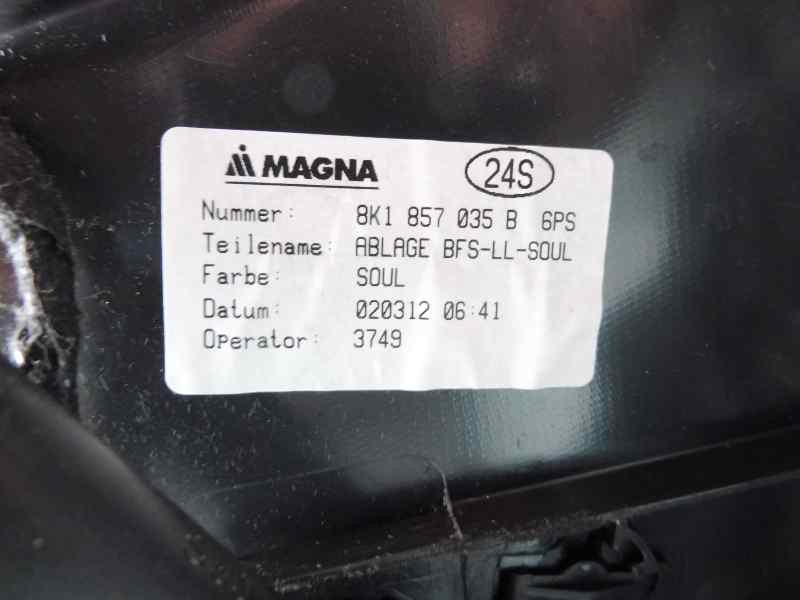 MAGNA 24S
Nummer: 8K1 857 035 B 6PS
Teilename: ABLAGE BFS-LL-SOUL
Farbe: SOUL
Datum: 020312 06:41
Operator: 3749